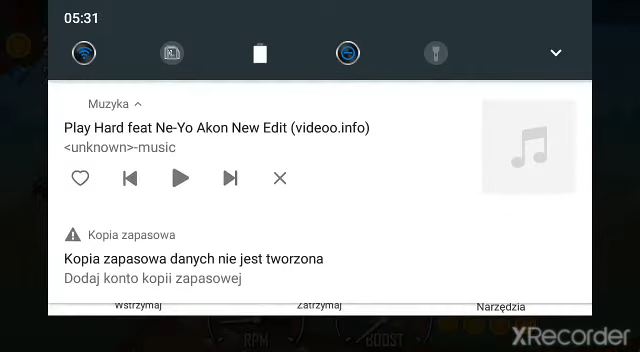 05:31
Muzyka
Play Hard feat Ne-Yo Akon New Edit (videoo.info)
<unknown>-music
Kopia zapasowa
Kopia zapasowa danych nie jest tworzona
Dodaj konto kopii zapasowej
Wstrzymaj Zatrzymaj Narzędzia
RPM BOOST
XRecorder